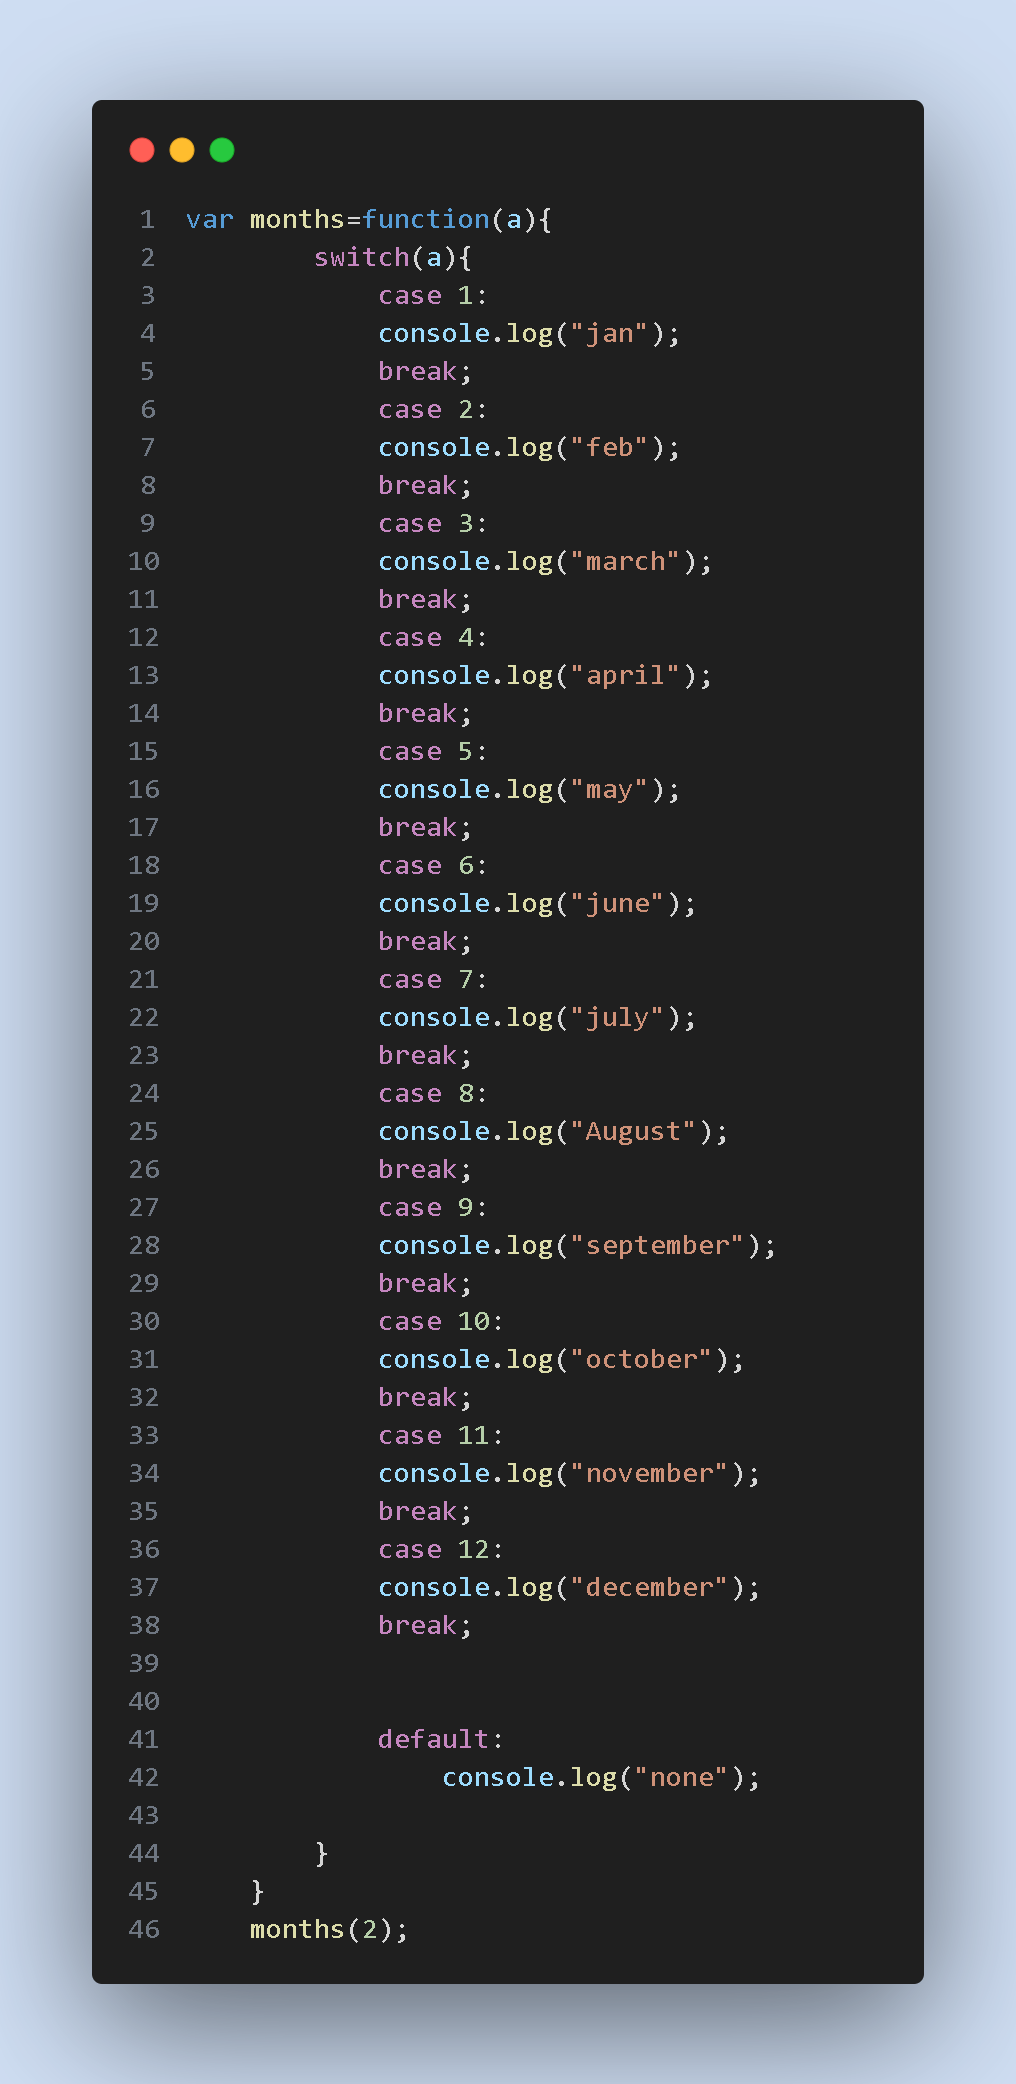 1 var months=function(a){
2 switch(a){
3 case 1:
4 console.log("jan");
5 break;
6 case 2:
7 console.log("feb");
8 break;
9 case 3:
10 console.log("march");
11 break;
12 case 4:
13 console.log("april");
14 break;
15 case 5:
16 console.log("may");
17 break;
18 case 6:
19 console.log("june");
20 break;
21 case 7:
22 console.log("july");
23 break;
24 case 8:
25 console.log("August");
26 break;
27 case 9:
28 console.log("september");
29 break;
30 case 10:
31 console.log("october");
32 break;
33 case 11:
34 console.log("november");
35 break;
36 case 12:
37 console.log("december");
38 break;
39
40
41 default:
42 console.log("none");
43
44 }
45 }
46 months(2);